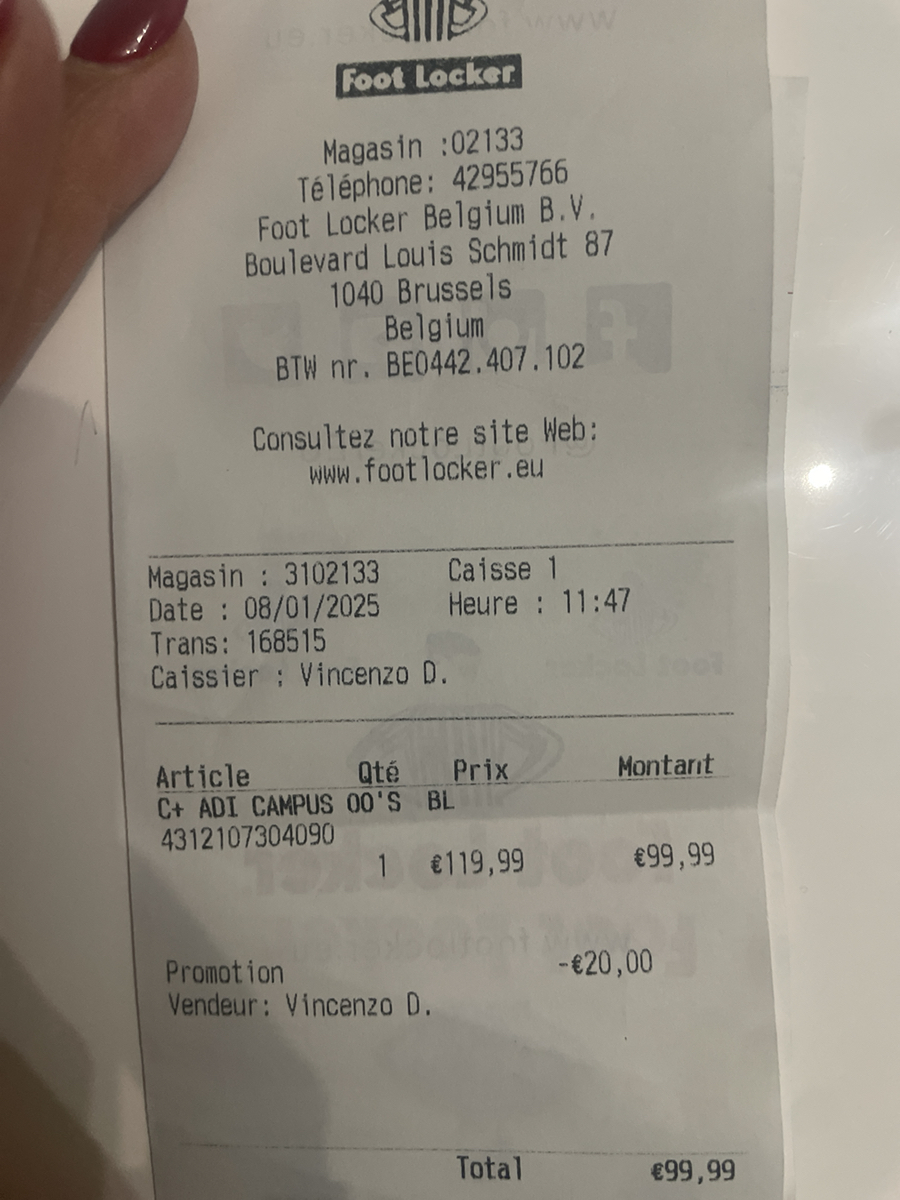 Foot Locker
Magasin :02133
Téléphone: 42955766
Foot Locker Belgium B.V.
Boulevard Louis Schmidt 87
1040 Brussels
Belgium
BTW nr. BE0442.407.102
Consultez notre site Web:
www.footlocker.eu
Magasin : 3102133 Caisse 1
Date : 08/01/2025 Heure : 11:47
Trans: 168515
Caissier : Vincenzo D.
Article Qté Prix Montant
C+ ADI CAMPUS 00'S BL
4312107304090
1 €119,99 €99,99
Promotion -€20,00
Vendeur: Vincenzo D.
Total €99,99